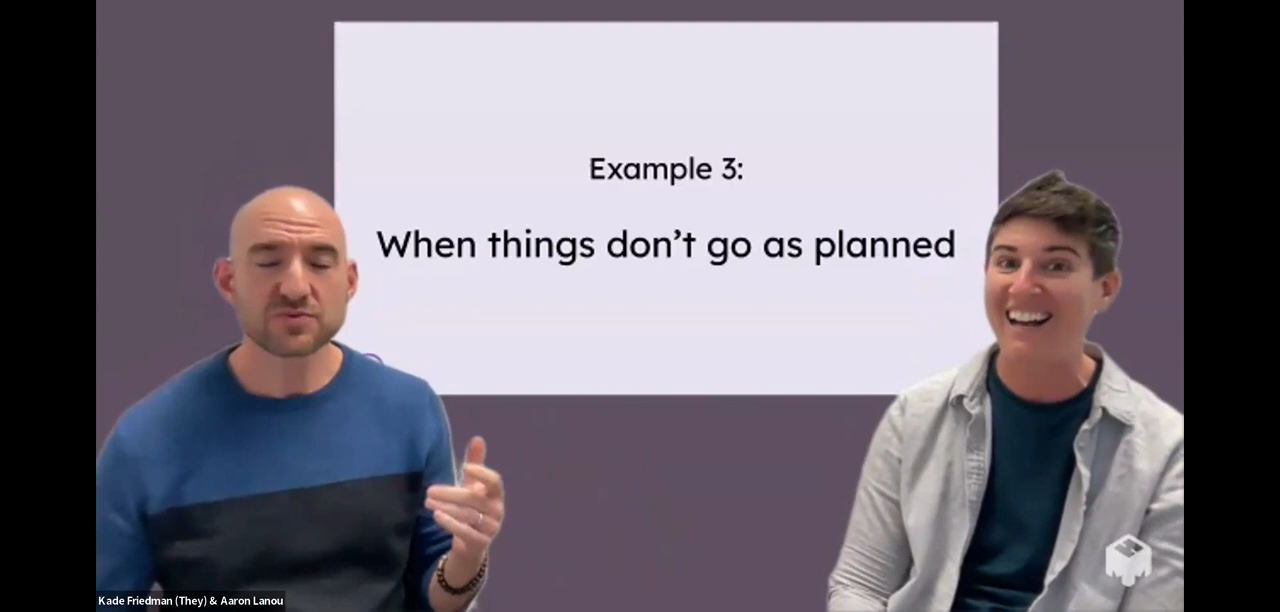 Example 3:
When things don’t go as planned
Kade Friedman (They) & Aaron Lanou